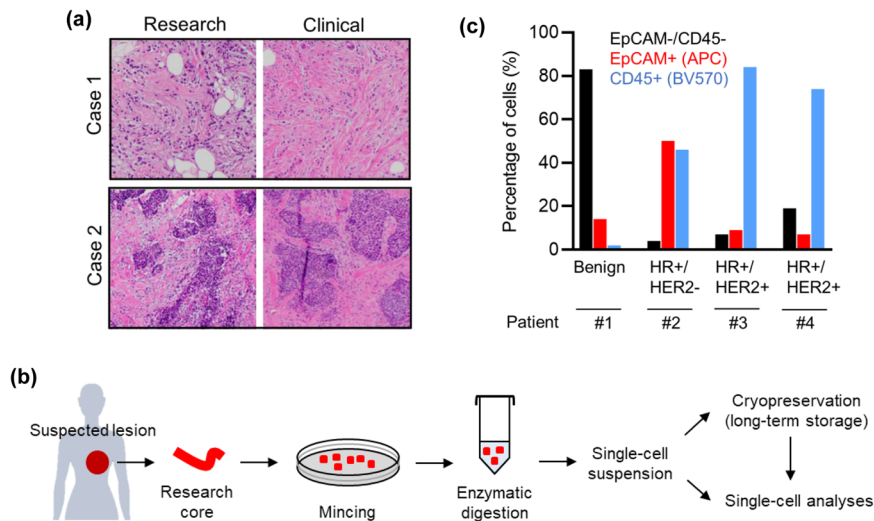 (a)
Research Clinical
Case 1
Case 2
(c)
EpCAM-/CD45-
EpCAM+ (APC)
CD45+ (BV570)
Percentage of cells (%)
100
80
60
40
20
0
Benign HR+/ HR+/ HR+/
HER2- HER2+ HER2+
Patient #1 #2 #3 #4
(b)
Suspected lesion
Research
core
Mincing
Enzymatic
digestion
Single-cell
suspension
Cryopreservation
(long-term storage)
Single-cell analyses